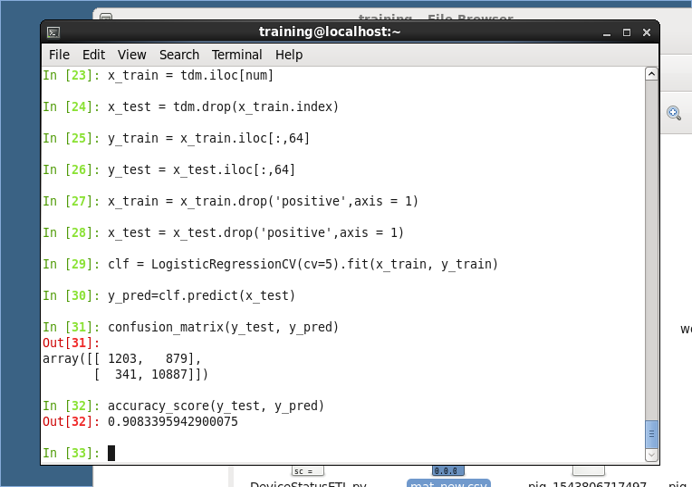 training - File Browser
training@localhost:~
File Edit View Search Terminal Help
In [23]: x_train = tdm.iloc[num]
In [24]: x_test = tdm.drop(x_train.index)
In [25]: y_train = x_train.iloc[:,64]
In [26]: y_test = x_test.iloc[:,64]
In [27]: x_train = x_train.drop('positive',axis = 1)
In [28]: x_test = x_test.drop('positive',axis = 1)
In [29]: clf = LogisticRegressionCV(cv=5).fit(x_train, y_train)
In [30]: y_pred=clf.predict(x_test)
In [31]: confusion_matrix(y_test, y_pred)
Out[31]:
array([[ 1203,   879],
       [  341, 10887]])
In [32]: accuracy_score(y_test, y_pred)
Out[32]: 0.9083395942900075
In [33]:
we
sc =
0.0.0
DeviceStatusETL.py mat_new.csv pig_1543806717497 pig